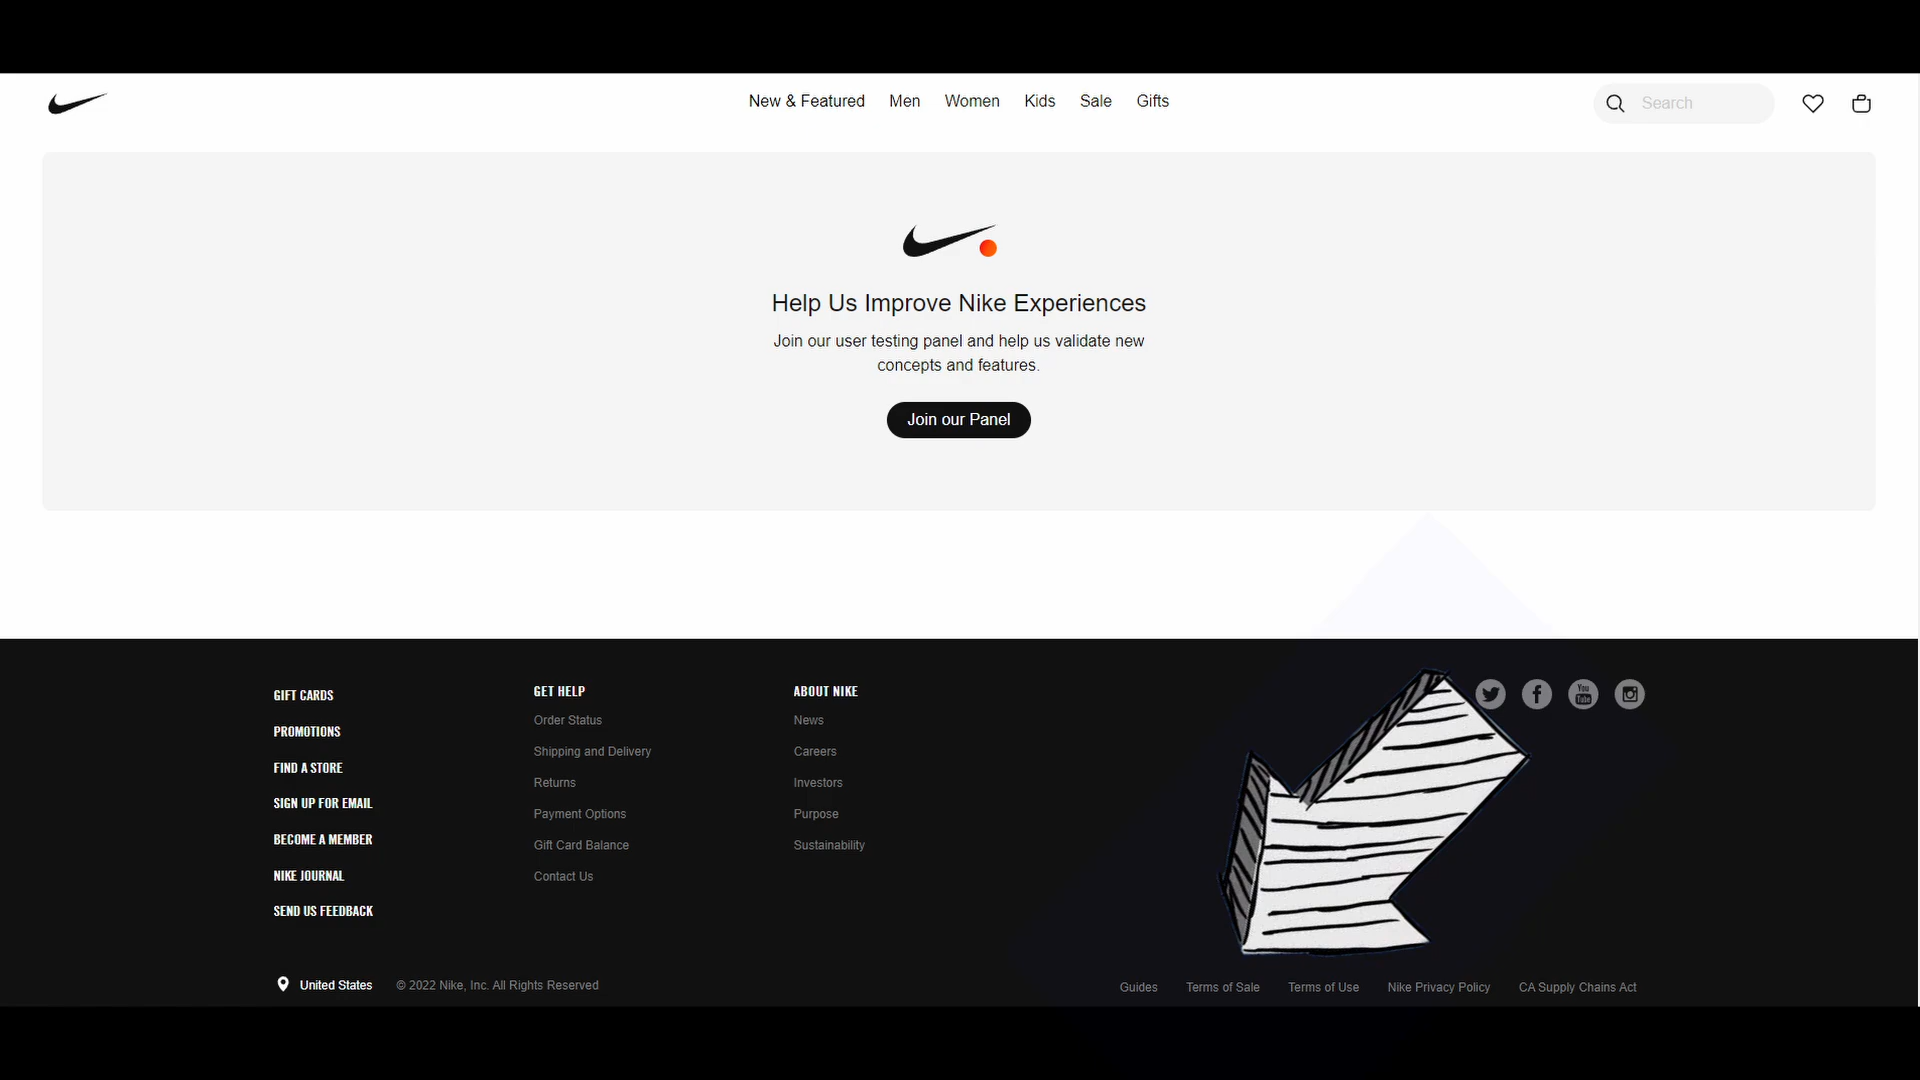 New & Featured Men Women Kids Sale Gifts
Search
Help Us Improve Nike Experiences
Join our user testing panel and help us validate new
concepts and features.
Join our Panel
GIFT CARDS
PROMOTIONS
FIND A STORE
SIGN UP FOR EMAIL
BECOME A MEMBER
NIKE JOURNAL
SEND US FEEDBACK
GET HELP
Order Status
Shipping and Delivery
Returns
Payment Options
Gift Card Balance
Contact Us
ABOUT NIKE
News
Careers
Investors
Purpose
Sustainability
You
Tube
United States © 2022 Nike, Inc. All Rights Reserved
Guides Terms of Sale Terms of Use Nike Privacy Policy CA Supply Chains Act